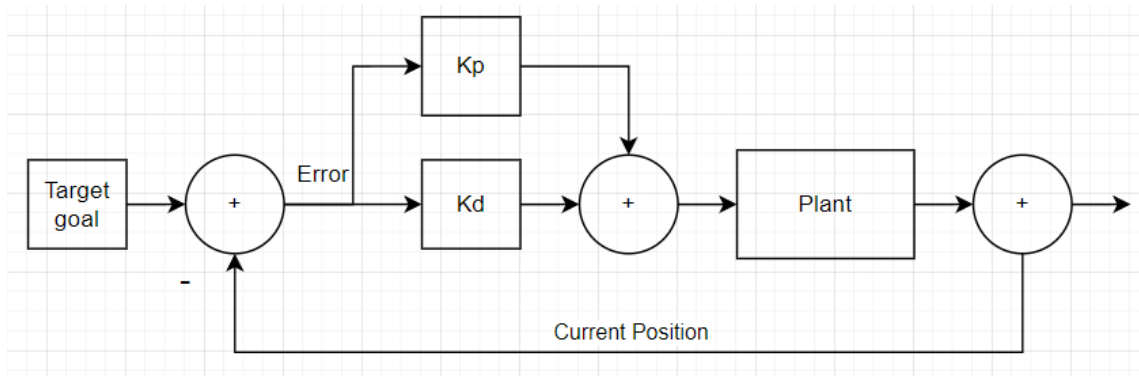 Kp
Target
goal
+
Error
Kd
+
Plant
+
-
Current Position